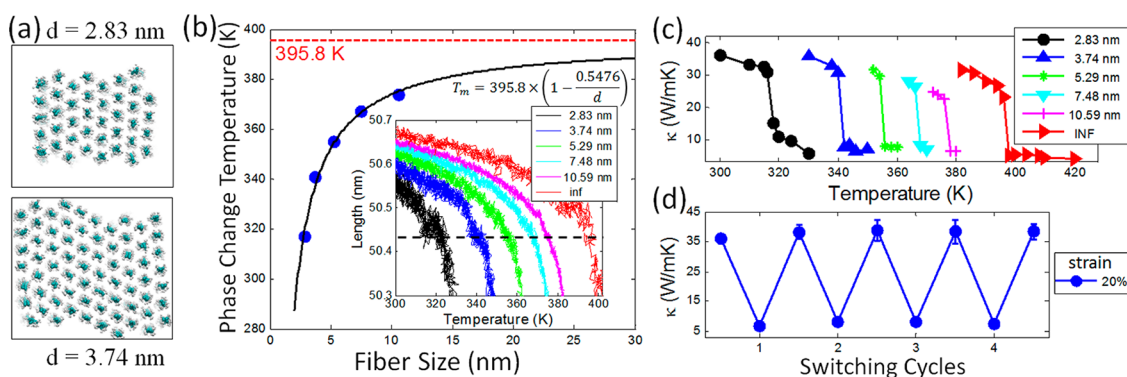 (a)
d = 2.83 nm
d = 3.74 nm
(b)
Phase Change Temperature (K)
400
380
360
340
320
300
280
395.8 K
T_m = 395.8 × (1 − 0.5476/d)
50.7
50.6
50.5
50.4
50.3
Length (nm)
2.83 nm
3.74 nm
5.29 nm
7.48 nm
10.59 nm
inf
300 320 340 360 380 400
Temperature (K)
0 5 10 15 20 25 30
Fiber Size (nm)
(c)
κ (W/mK)
40
30
20
10
2.83 nm
3.74 nm
5.29 nm
7.48 nm
10.59 nm
INF
300 320 340 360 380 400 420
Temperature (K)
(d)
κ (W/mK)
45
35
25
15
5
strain
20%
1 2 3 4
Switching Cycles